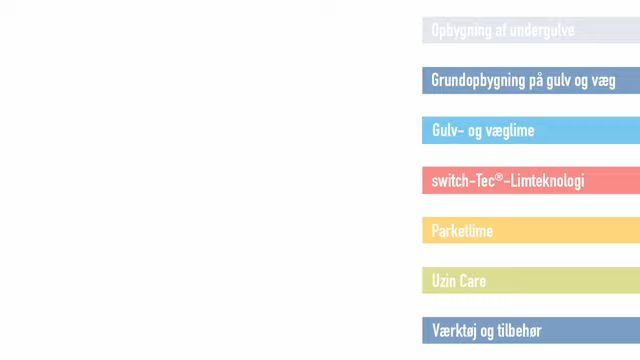 Opbygning af undergulve
Grundopbygning på gulv og væg
Gulv- og væglime
switch-Tec®-Limteknologi
Parketlime
Uzin Care
Værktøj og tilbehør